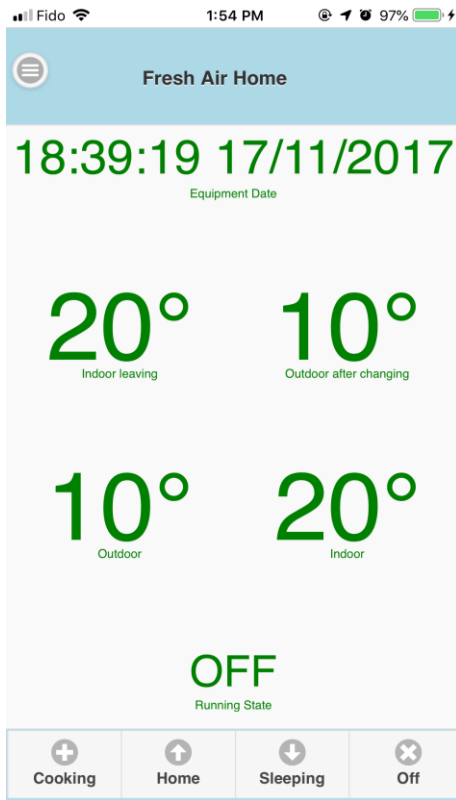 Fido 1:54 PM 97%
Fresh Air Home
18:39:19 17/11/2017
Equipment Date
20° 10°
Indoor leaving Outdoor after changing
10° 20°
Outdoor Indoor
OFF
Running State
Cooking Home Sleeping Off